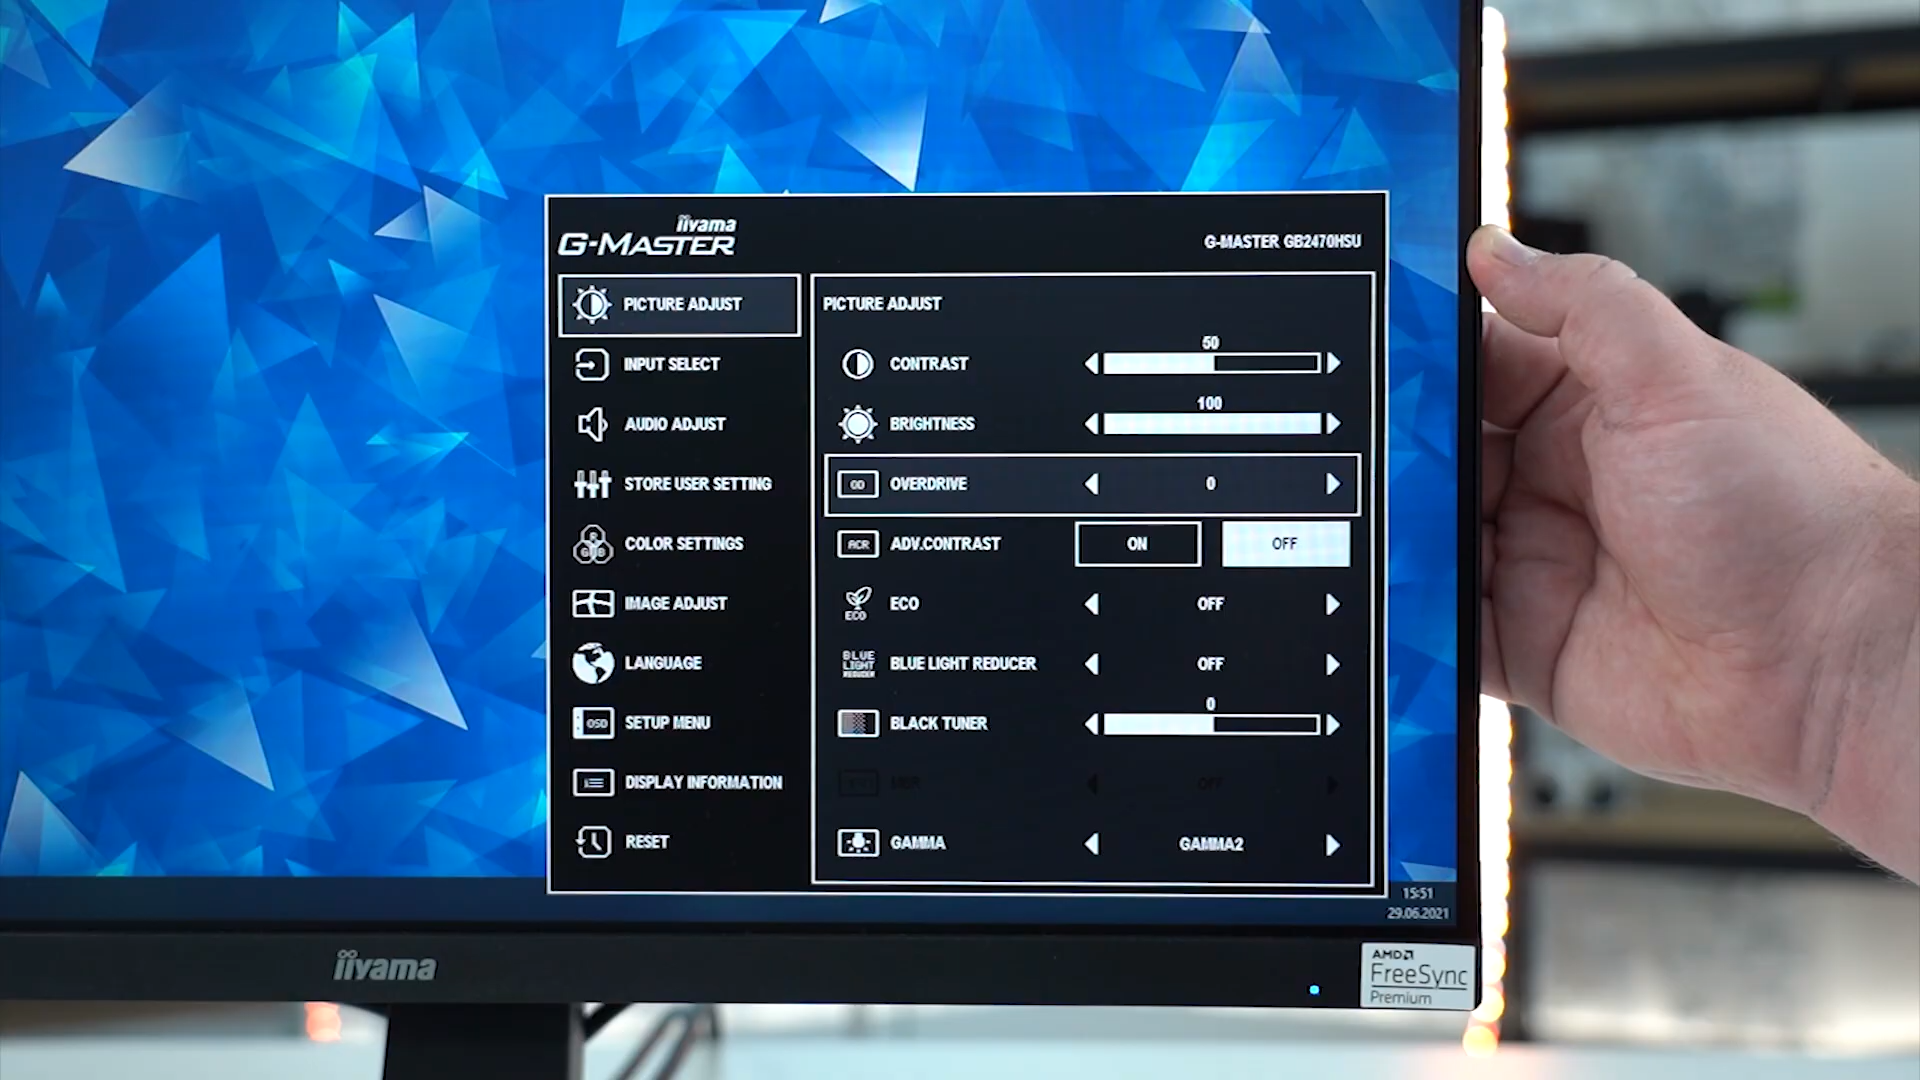 iiyama
G-MASTER
G-MASTER GB2470HSU
PICTURE ADJUST
INPUT SELECT
AUDIO ADJUST
STORE USER SETTING
R
G B
COLOR SETTINGS
IMAGE ADJUST
LANGUAGE
OSD
SETUP MENU
DISPLAY INFORMATION
RESET
PICTURE ADJUST
CONTRAST
50
BRIGHTNESS
100
OD
OVERDRIVE
0
ACR
ADV.CONTRAST
ON
OFF
ECO
ECO
OFF
BLUE
LIGHT
REDUCER
BLUE LIGHT REDUCER
OFF
BLACK TUNER
0
MBR
OFF
GAMMA
GAMMA2
15:51
29.06.2021
iiyama
AMD
FreeSync
Premium